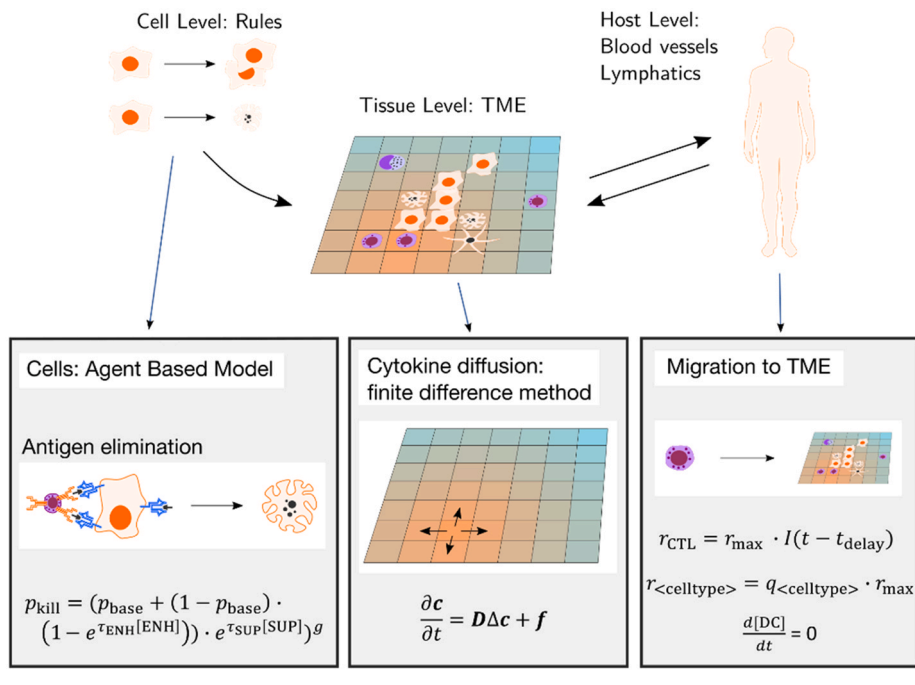 Cell Level: Rules
Host Level:
Blood vessels
Lymphatics
Tissue Level: TME
Cells: Agent Based Model
Antigen elimination
p_kill = (p_base + (1 − p_base) ·
(1 − e^{τ_ENH[ENH]})) · e^{τ_SUP[SUP]})^g
Cytokine diffusion:
finite difference method
∂c/∂t = DΔc + f
Migration to TME
r_CTL = r_max · I(t − t_delay)
r_<celltype> = q_<celltype> · r_max
d[DC]/dt = 0